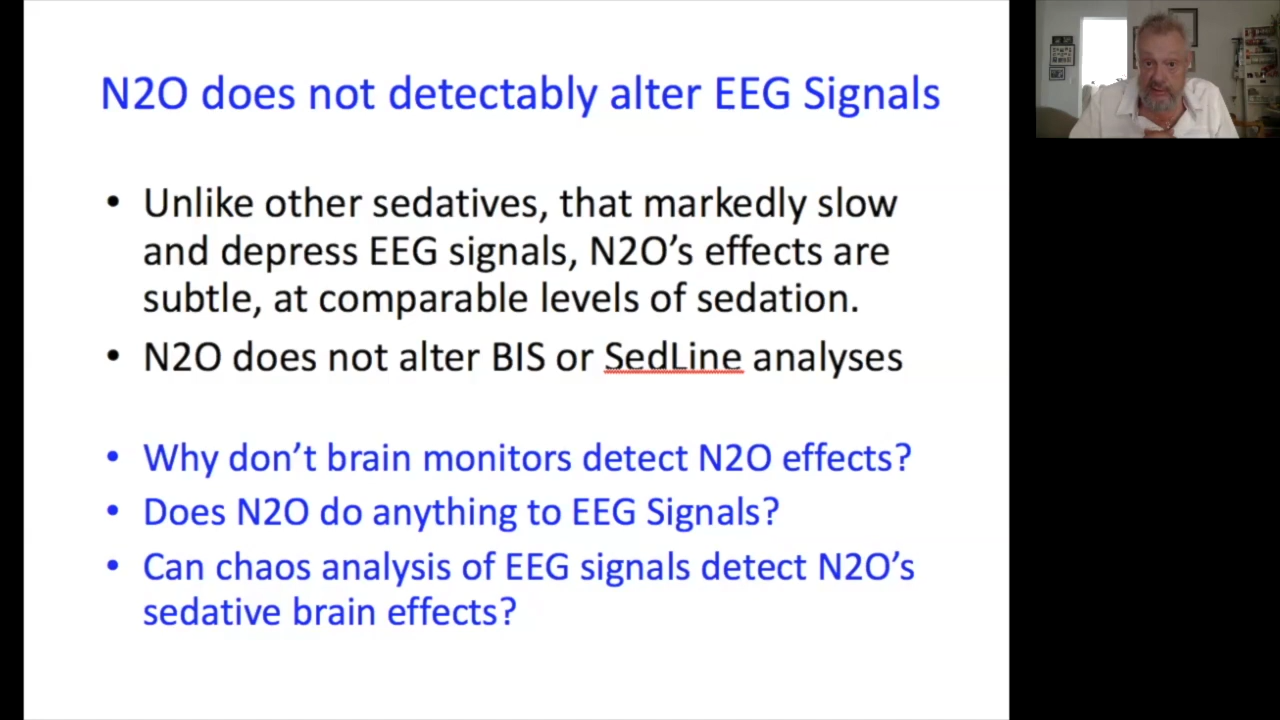 N2O does not detectably alter EEG Signals
• Unlike other sedatives, that markedly slow
and depress EEG signals, N2O’s effects are
subtle, at comparable levels of sedation.
• N2O does not alter BIS or SedLine analyses
• Why don’t brain monitors detect N2O effects?
• Does N2O do anything to EEG Signals?
• Can chaos analysis of EEG signals detect N2O’s
sedative brain effects?